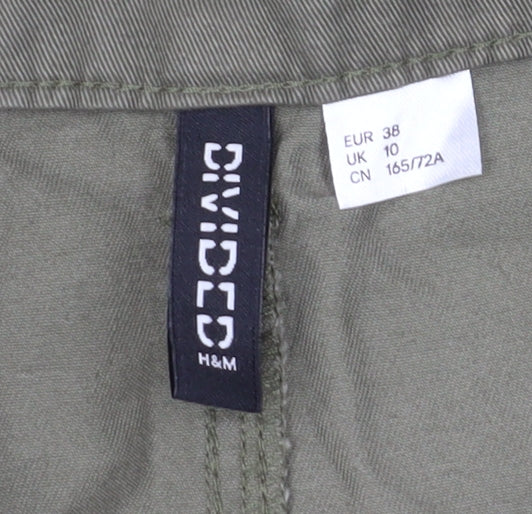 DIVIDED
H&M
EUR 38
UK 10
CN 165/72A